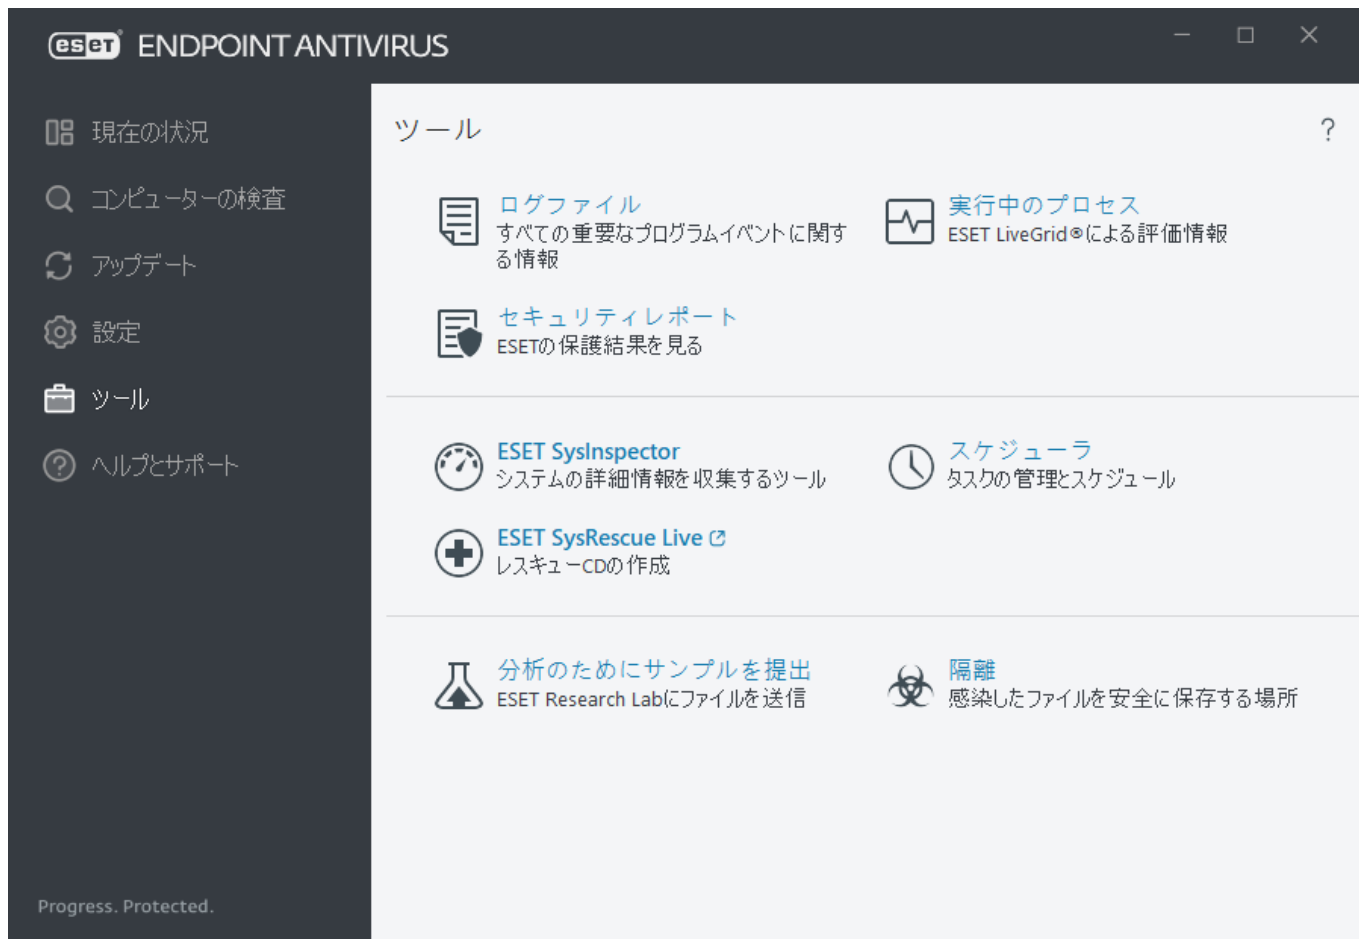 eset ENDPOINT ANTIVIRUS
現在の状況
コンピューターの検査
アップデート
設定
ツール
ヘルプとサポート
Progress. Protected.
ツール
?
ログファイル
すべての重要なプログラムイベントに関す
る情報
実行中のプロセス
ESET LiveGrid®による評価情報
セキュリティレポート
ESETの保護結果を見る
ESET SysInspector
システムの詳細情報を収集するツール
スケジューラ
タスクの管理とスケジュール
ESET SysRescue Live
レスキューCDの作成
分析のためにサンプルを提出
ESET Research Labにファイルを送信
隔離
感染したファイルを安全に保存する場所